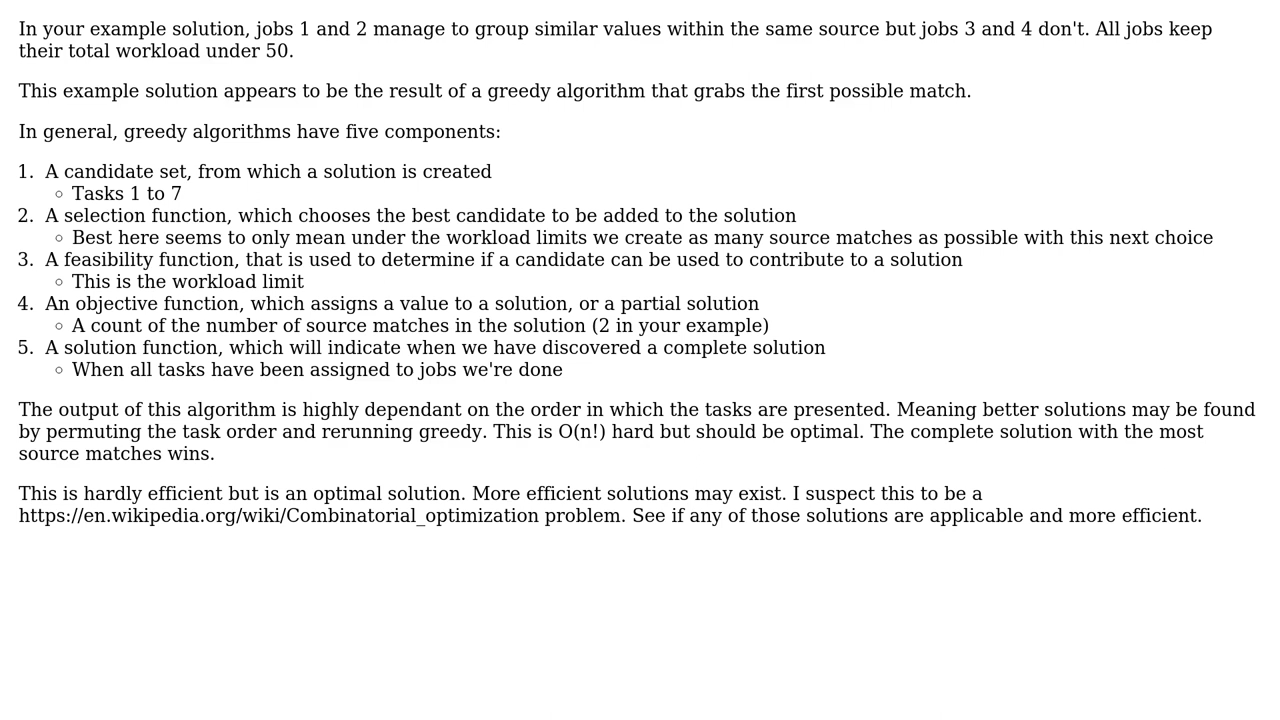 In your example solution, jobs 1 and 2 manage to group similar values within the same source but jobs 3 and 4 don't. All jobs keep
their total workload under 50.
This example solution appears to be the result of a greedy algorithm that grabs the first possible match.
In general, greedy algorithms have five components:
1. A candidate set, from which a solution is created
◦ Tasks 1 to 7
2. A selection function, which chooses the best candidate to be added to the solution
◦ Best here seems to only mean under the workload limits we create as many source matches as possible with this next choice
3. A feasibility function, that is used to determine if a candidate can be used to contribute to a solution
◦ This is the workload limit
4. An objective function, which assigns a value to a solution, or a partial solution
◦ A count of the number of source matches in the solution (2 in your example)
5. A solution function, which will indicate when we have discovered a complete solution
◦ When all tasks have been assigned to jobs we're done
The output of this algorithm is highly dependant on the order in which the tasks are presented. Meaning better solutions may be found
by permuting the task order and rerunning greedy. This is O(n!) hard but should be optimal. The complete solution with the most
source matches wins.
This is hardly efficient but is an optimal solution. More efficient solutions may exist. I suspect this to be a
https://en.wikipedia.org/wiki/Combinatorial_optimization problem. See if any of those solutions are applicable and more efficient.